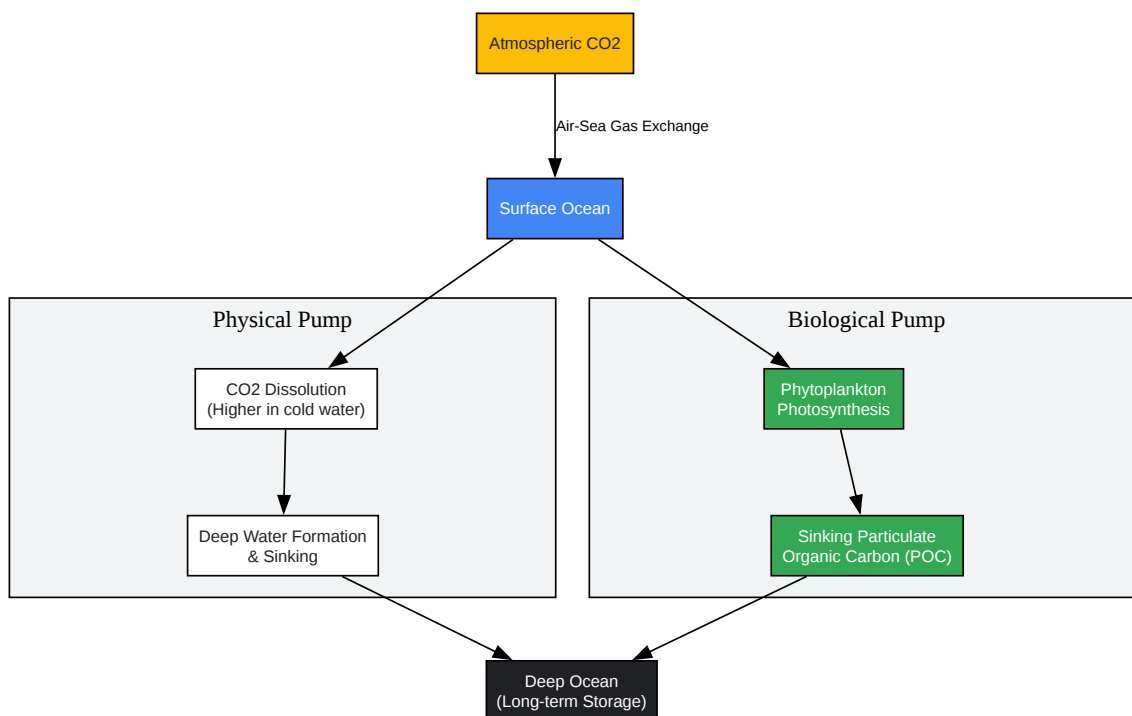 Atmospheric CO2
Air-Sea Gas Exchange
Surface Ocean
Physical Pump
CO2 Dissolution
(Higher in cold water)
Deep Water Formation
& Sinking
Biological Pump
Phytoplankton
Photosynthesis
Sinking Particulate
Organic Carbon (POC)
Deep Ocean
(Long-term Storage)